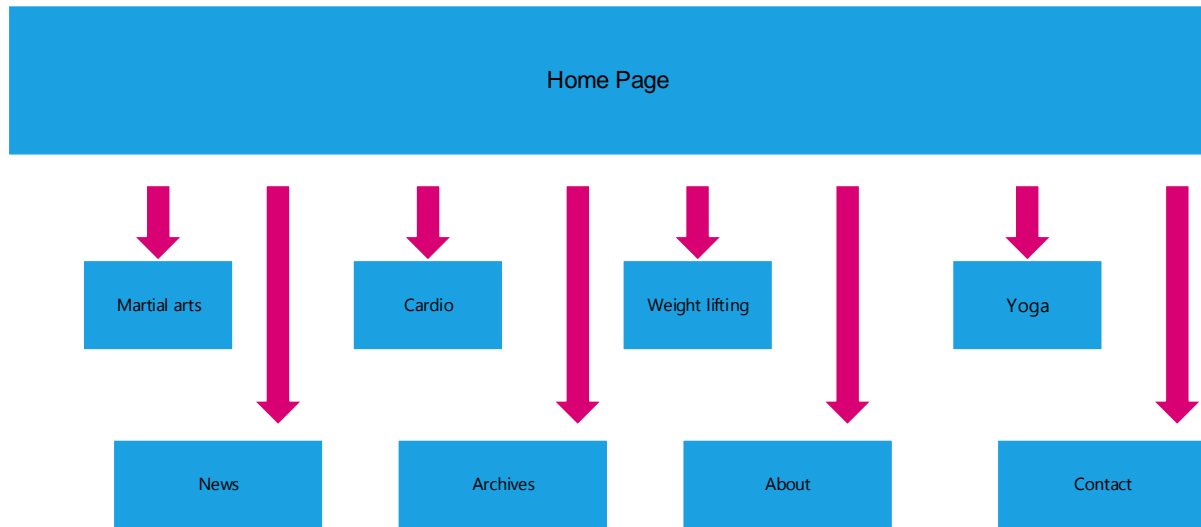 Home Page
Martial arts
Cardio
Weight lifting
Yoga
News
Archives
About
Contact